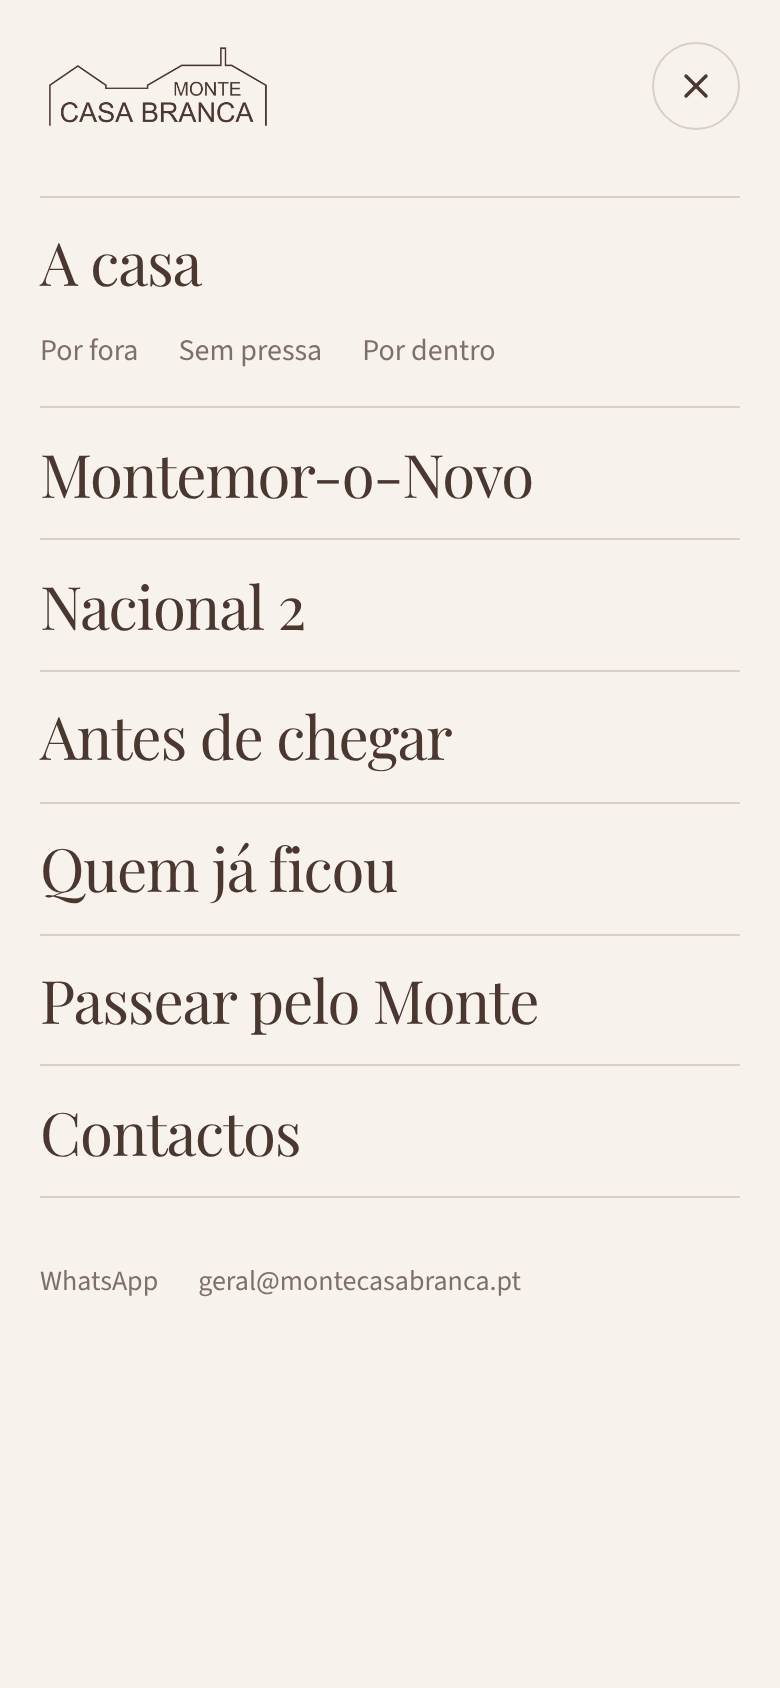 MONTE
CASA BRANCA
A casa
Por fora Sem pressa Por dentro
Montemor-o-Novo
Nacional 2
Antes de chegar
Quem já ficou
Passear pelo Monte
Contactos
WhatsApp geral@montecasabranca.pt